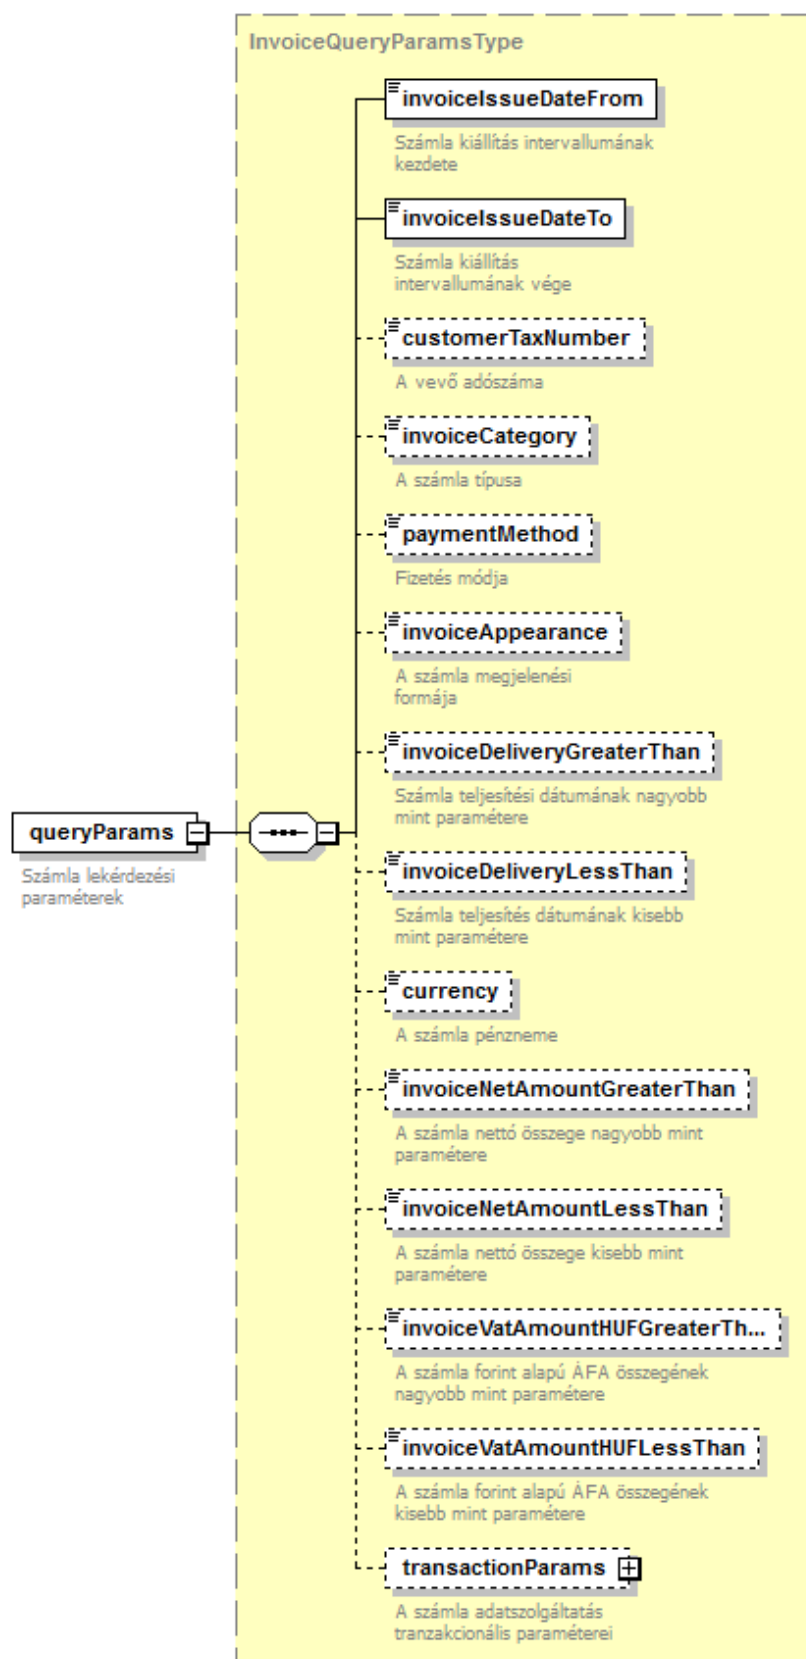 InvoiceQueryParamsType
invoiceIssueDateFrom
Számla kiállítás intervallumának
kezdete
invoiceIssueDateTo
Számla kiállítás
intervallumának vége
customerTaxNumber
A vevő adószáma
invoiceCategory
A számla típusa
paymentMethod
Fizetés módja
invoiceAppearance
A számla megjelenési
formája
invoiceDeliveryGreaterThan
Számla teljesítési dátumának nagyobb
mint paramétere
queryParams
Számla lekérdezési
paraméterek
invoiceDeliveryLessThan
Számla teljesítés dátumának kisebb
mint paramétere
currency
A számla pénzneme
invoiceNetAmountGreaterThan
A számla nettó összege nagyobb mint
paramétere
invoiceNetAmountLessThan
A számla nettó összege kisebb mint
paramétere
invoiceVatAmountHUFGreaterTh...
A számla forint alapú ÁFA összegének
nagyobb mint paramétere
invoiceVatAmountHUFLessThan
A számla forint alapú ÁFA összegének
kisebb mint paramétere
transactionParams
A számla adatszolgáltatás
tranzakcionális paraméterei